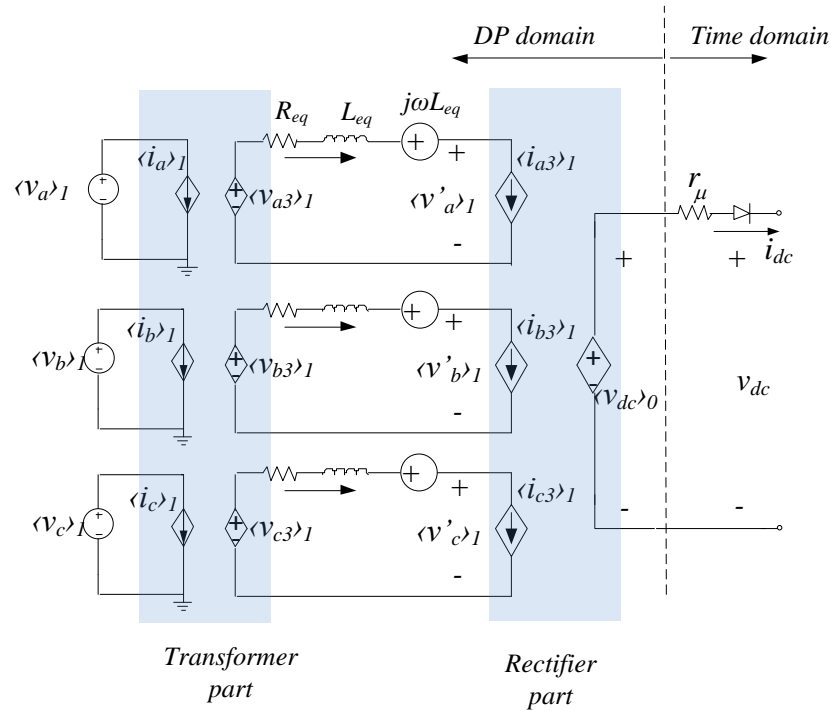 DP domain Time domain
R_eq L_eq jωL_eq
+ +
⟨v_a⟩_1 + - ⟨i_a⟩_1 + - ⟨v_a3⟩_1 ⟨v'_a⟩_1 ⟨i_a3⟩_1
-
r_μ
+ + i_dc
+ +
⟨v_b⟩_1 + - ⟨i_b⟩_1 + - ⟨v_b3⟩_1 ⟨v'_b⟩_1 ⟨i_b3⟩_1
-
+ - ⟨v_dc⟩_0 v_dc
+ +
⟨v_c⟩_1 + - ⟨i_c⟩_1 + - ⟨v_c3⟩_1 ⟨v'_c⟩_1 ⟨i_c3⟩_1
- - -
Transformer
part
Rectifier
part